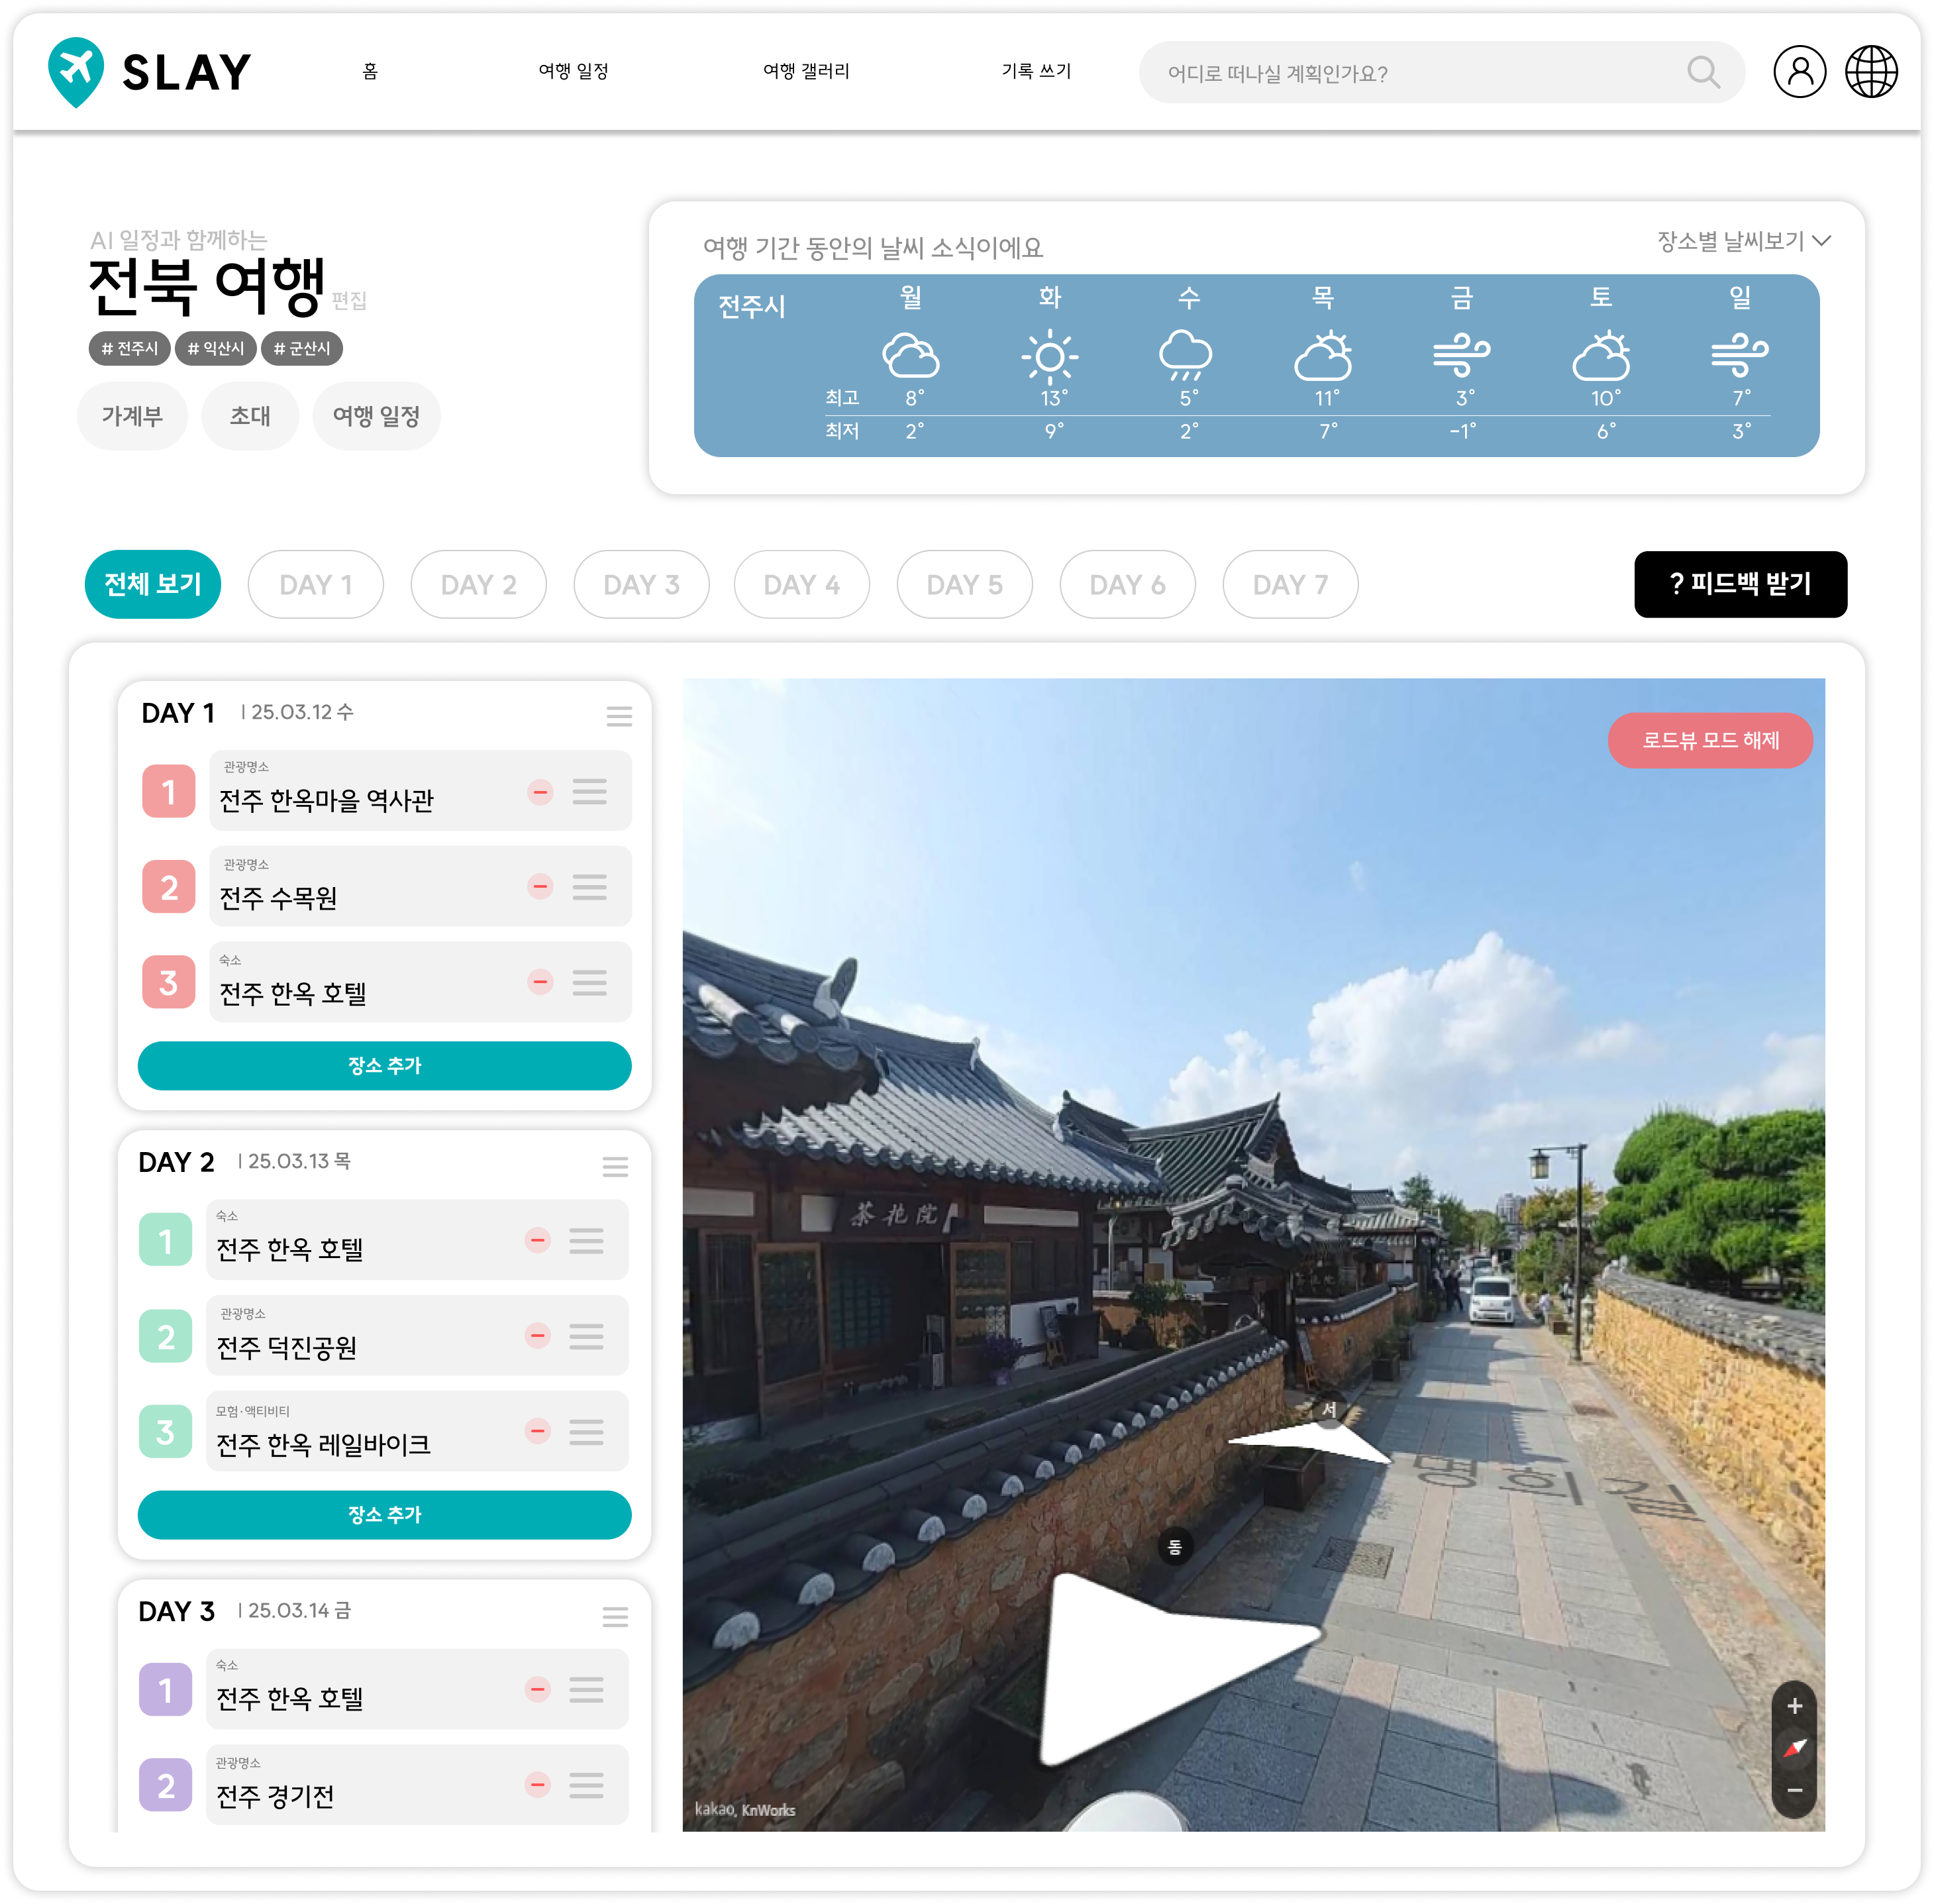 SLAY
홈
여행 일정
여행 갤러리
기록 쓰기
어디로 떠나실 계획인가요?
AI 일정과 함께하는
전북 여행 편집
# 전주시 # 익산시 # 군산시
가계부 초대 여행 일정
여행 기간 동안의 날씨 소식이에요
장소별 날씨보기
전주시 월 화 수 목 금 토 일
최고 8° 13° 5° 11° 3° 10° 7°
최저 2° 9° 2° 7° -1° 6° 3°
전체 보기 DAY 1 DAY 2 DAY 3 DAY 4 DAY 5 DAY 6 DAY 7
? 피드백 받기
DAY 1 | 25.03.12 수
1
관광명소
전주 한옥마을 역사관
2
관광명소
전주 수목원
3
숙소
전주 한옥 호텔
장소 추가
DAY 2 | 25.03.13 목
1
숙소
전주 한옥 호텔
2
관광명소
전주 덕진공원
3
모험·액티비티
전주 한옥 레일바이크
장소 추가
DAY 3 | 25.03.14 금
1
숙소
전주 한옥 호텔
2
관광명소
전주 경기전
로드뷰 모드 해제
茶花院
서
명희길
동
+
-
kakao, KnWorks